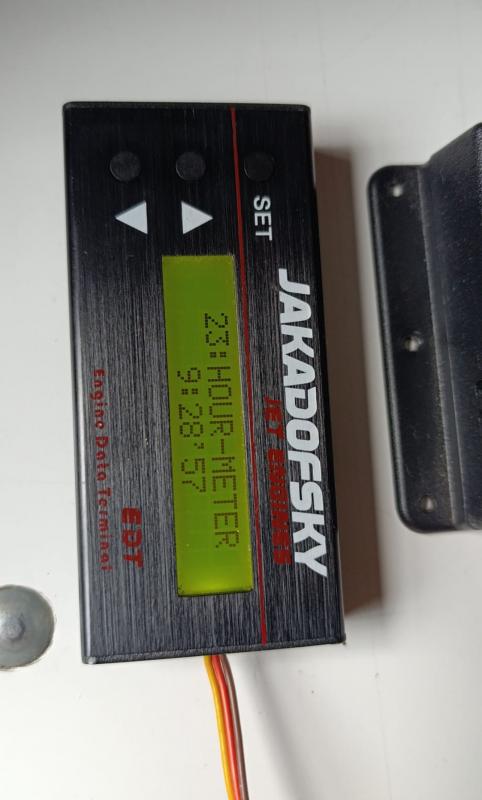 JAKADOFSKY
JET ENGINES
SET
23:HOUR-METER
9:28'57
EDT
Engine Data Terminal